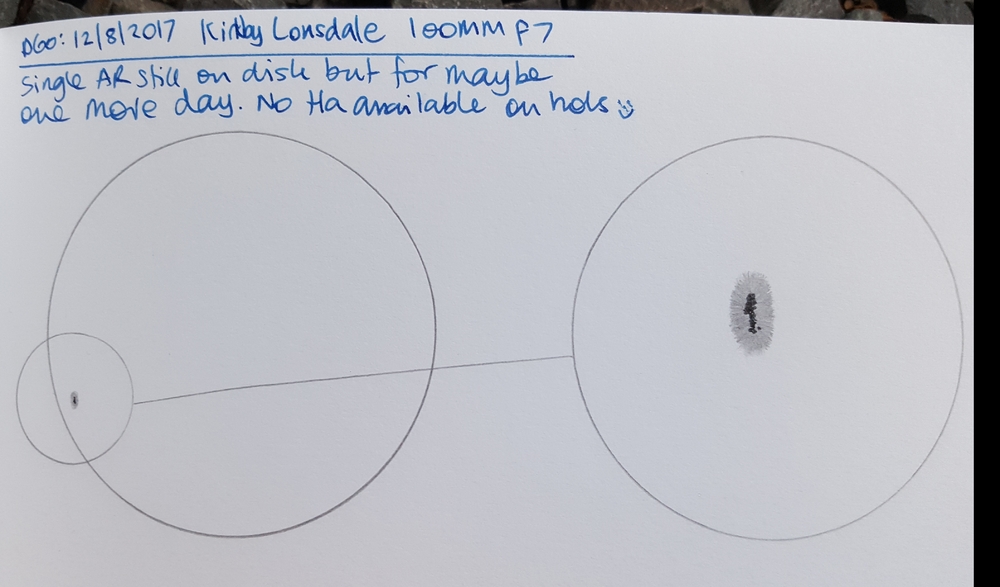 DGO: 12/8/2017 Kirkby Lonsdale 100mm f7
Single AR still on disk but for maybe
one more day. No Ha available on hols